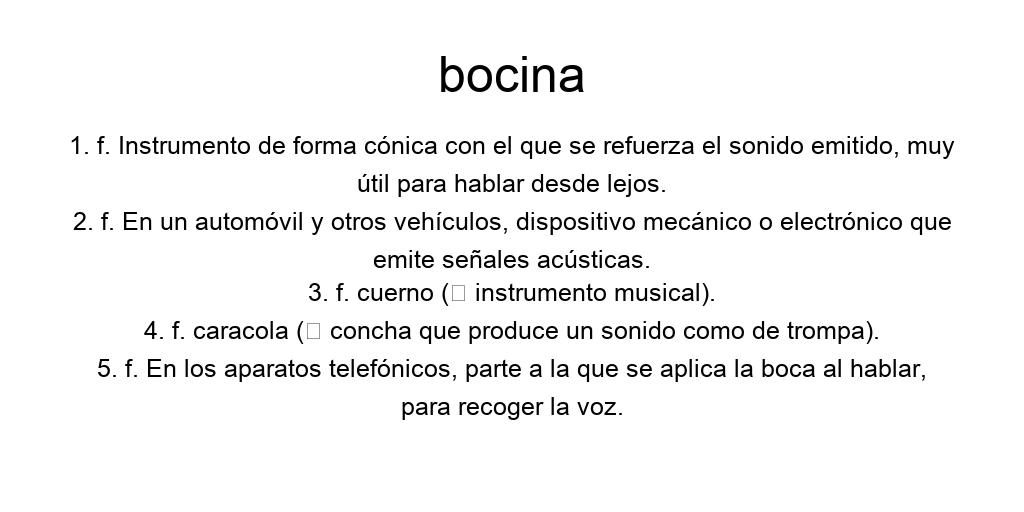 bocina
1. f. Instrumento de forma cónica con el que se refuerza el sonido emitido, muy
útil para hablar desde lejos.
2. f. En un automóvil y otros vehículos, dispositivo mecánico o electrónico que
emite señales acústicas.
3. f. cuerno (□ instrumento musical).
4. f. caracola (□ concha que produce un sonido como de trompa).
5. f. En los aparatos telefónicos, parte a la que se aplica la boca al hablar,
para recoger la voz.